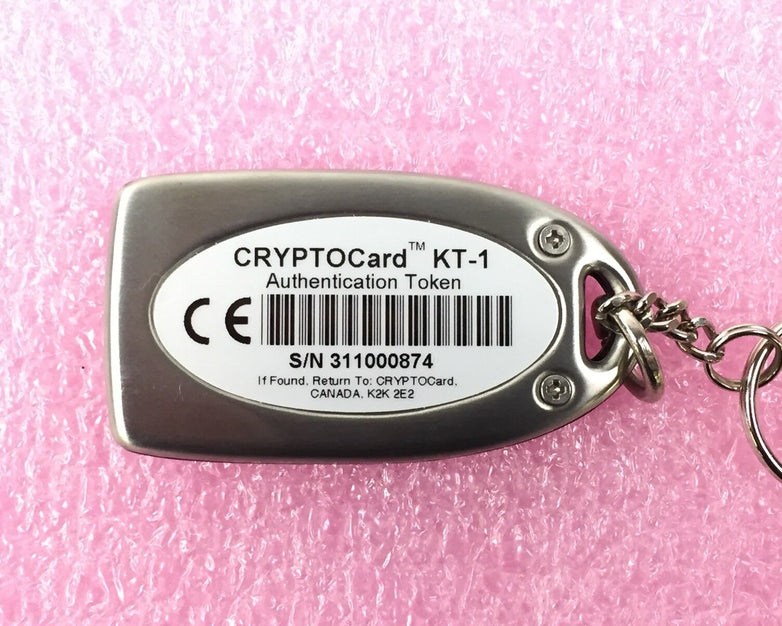 CRYPTOCard™ KT-1
Authentication Token
CE
S/N 311000874
If Found, Return To: CRYPTOCard,
CANADA, K2K 2E2